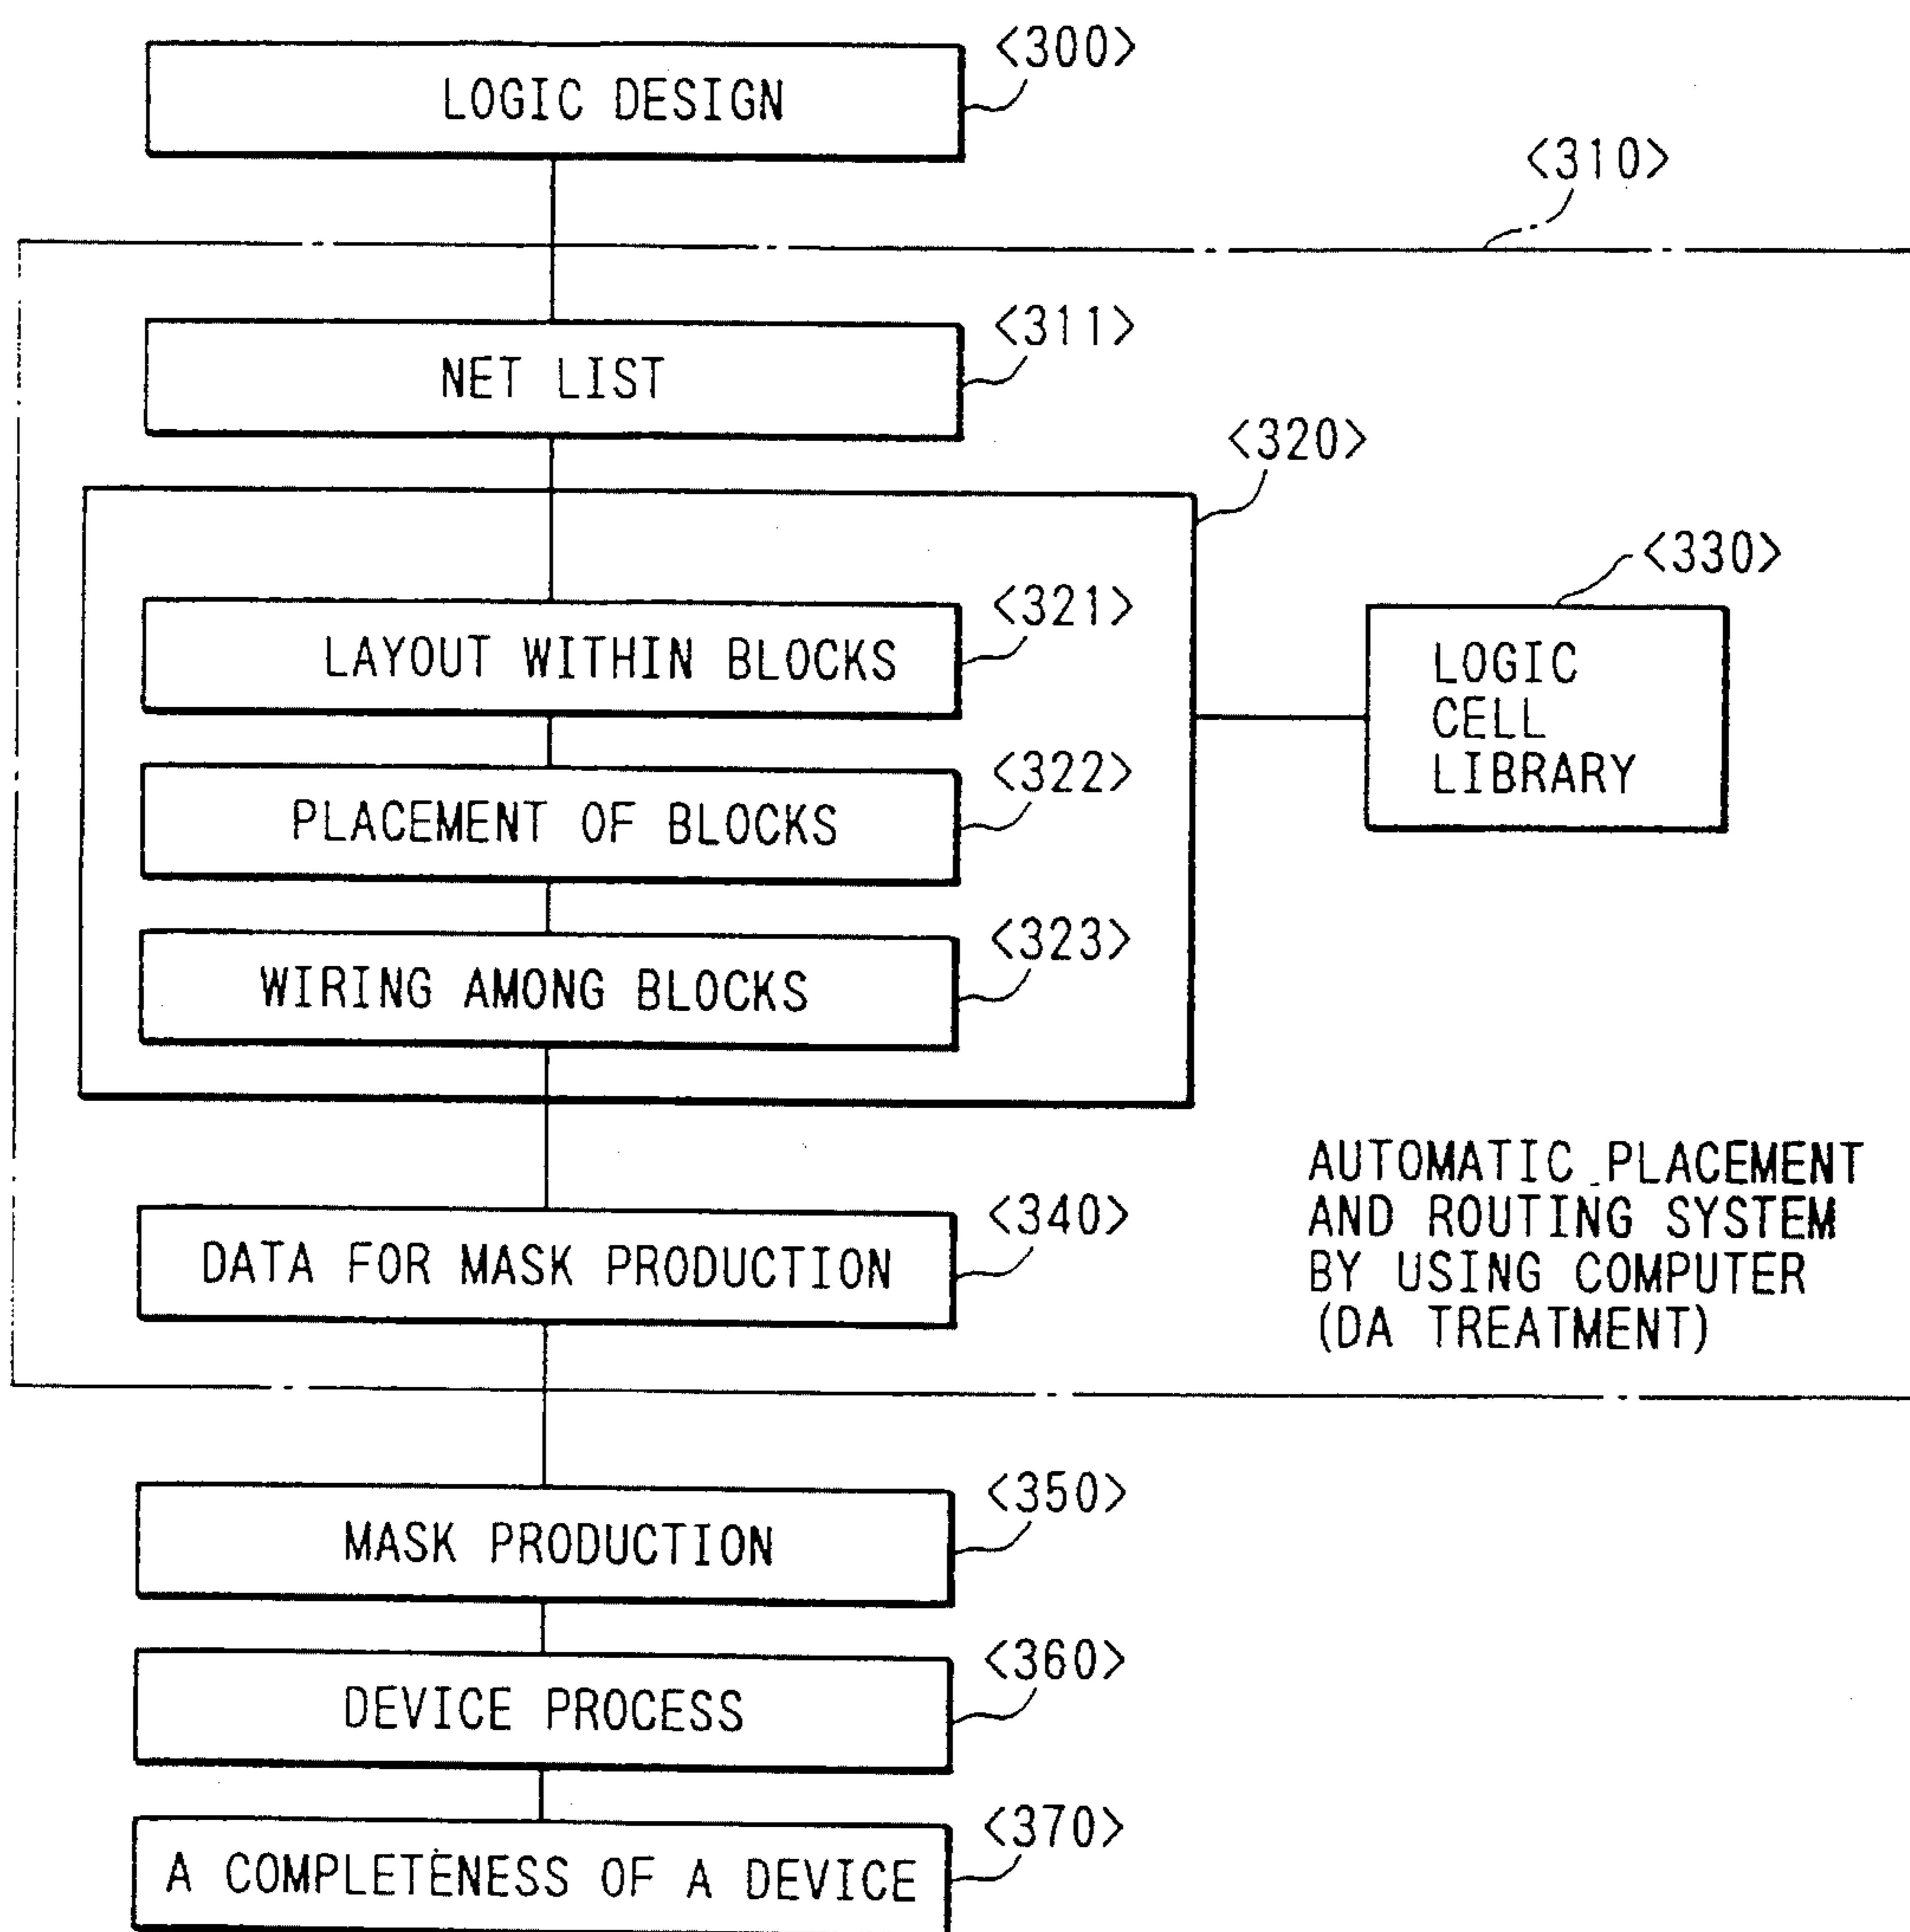 <300>
LOGIC DESIGN
<310>
<311>
NET LIST
<320>
<330>
<321>
LAYOUT WITHIN BLOCKS
LOGIC
CELL
LIBRARY
<322>
PLACEMENT OF BLOCKS
<323>
WIRING AMONG BLOCKS
AUTOMATIC PLACEMENT
AND ROUTING SYSTEM
BY USING COMPUTER
(DA TREATMENT)
<340>
DATA FOR MASK PRODUCTION
<350>
MASK PRODUCTION
<360>
DEVICE PROCESS
<370>
A COMPLETENESS OF A DEVICE